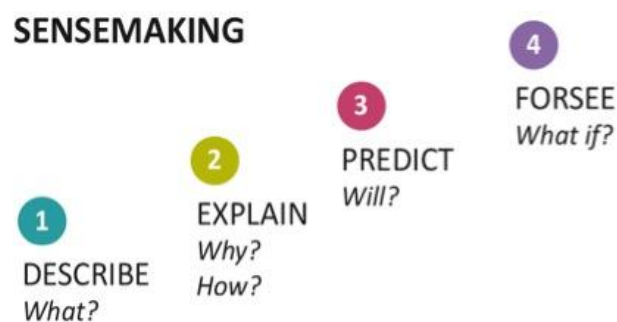 SENSEMAKING
1
DESCRIBE
What?
2
EXPLAIN
Why?
How?
3
PREDICT
Will?
4
FORSEE
What if?